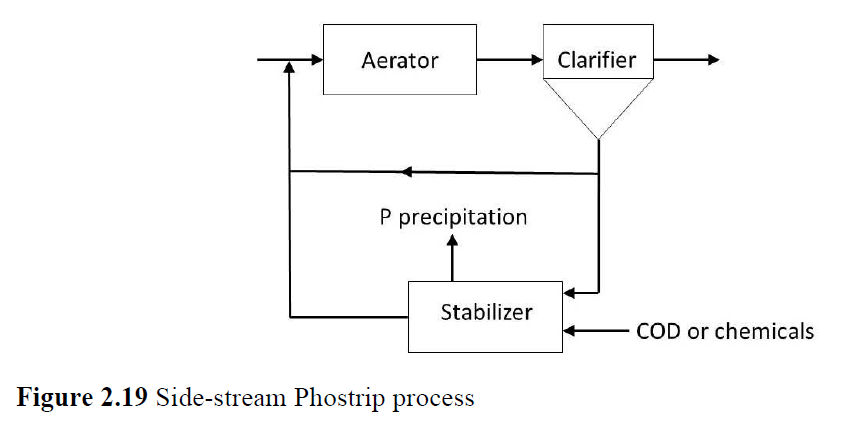 Aerator
Clarifier
P precipitation
Stabilizer
COD or chemicals
Figure 2.19 Side-stream Phostrip process